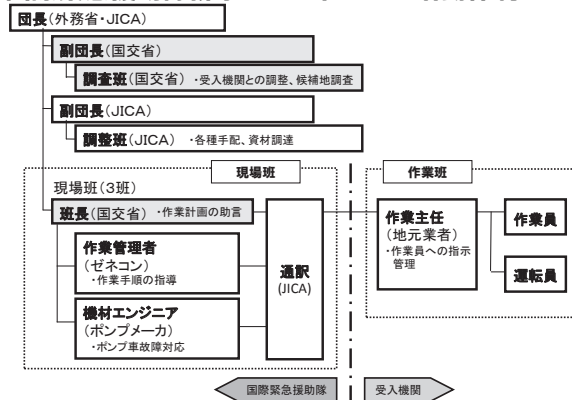 団長(外務省・JICA)
副団長(国交省)
調査班(国交省) ・受入機関との調整、候補地調査
副団長(JICA)
調整班(JICA) ・各種手配、資材調達
現場班
作業班
現場班(3班)
班長(国交省) ・作業計画の助言
作業管理者
(ゼネコン)
・作業手順の指導
機材エンジニア
(ポンプメーカ)
・ポンプ車故障対応
通訳
(JICA)
作業主任
(地元業者)
・作業員への指示
管理
作業員
運転員
国際緊急援助隊
受入機関